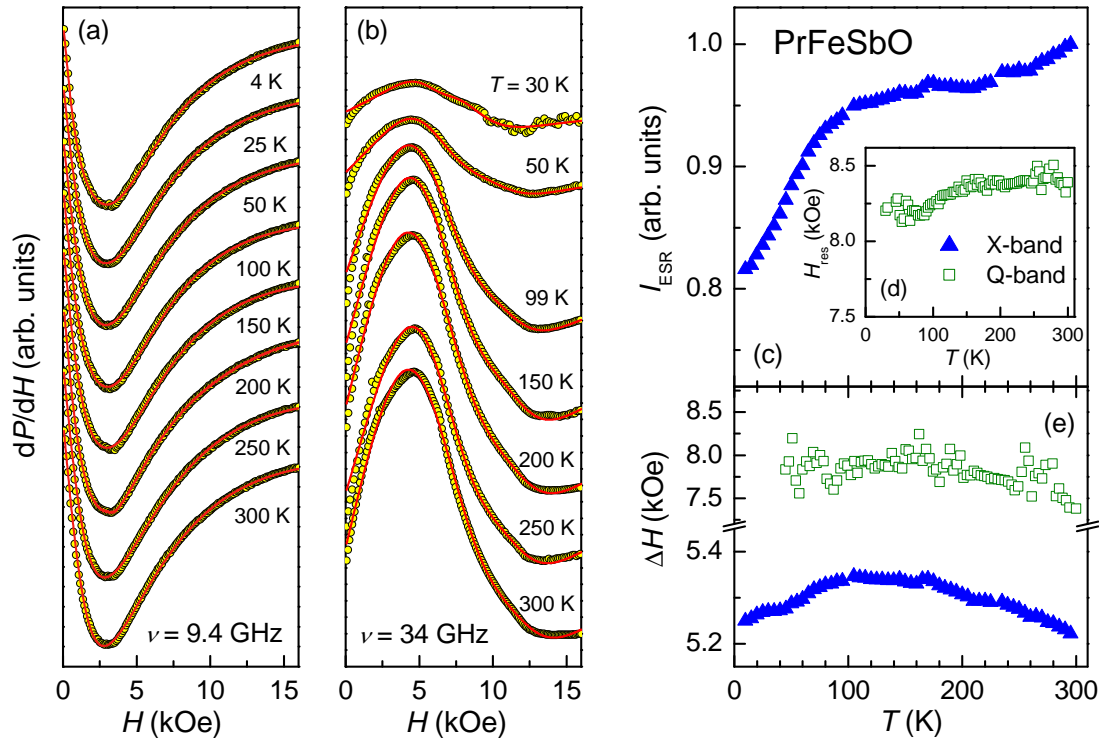 (a)
4 K
25 K
50 K
100 K
150 K
200 K
250 K
300 K
ν = 9.4 GHz
dP/dH (arb. units)
0 5 10 15
H (kOe)
(b)
T = 30 K
50 K
99 K
150 K
200 K
250 K
300 K
ν = 34 GHz
0 5 10 15
H (kOe)
PrFeSbO
1.0
0.9
0.8
I_ESR (arb. units)
(c)
8.5
8.0
7.5
H_res (kOe)
(d)
X-band
Q-band
0 100 200 300
T (K)
(e)
8.5
8.0
7.5
5.4
5.2
ΔH (kOe)
0 100 200 300
T (K)